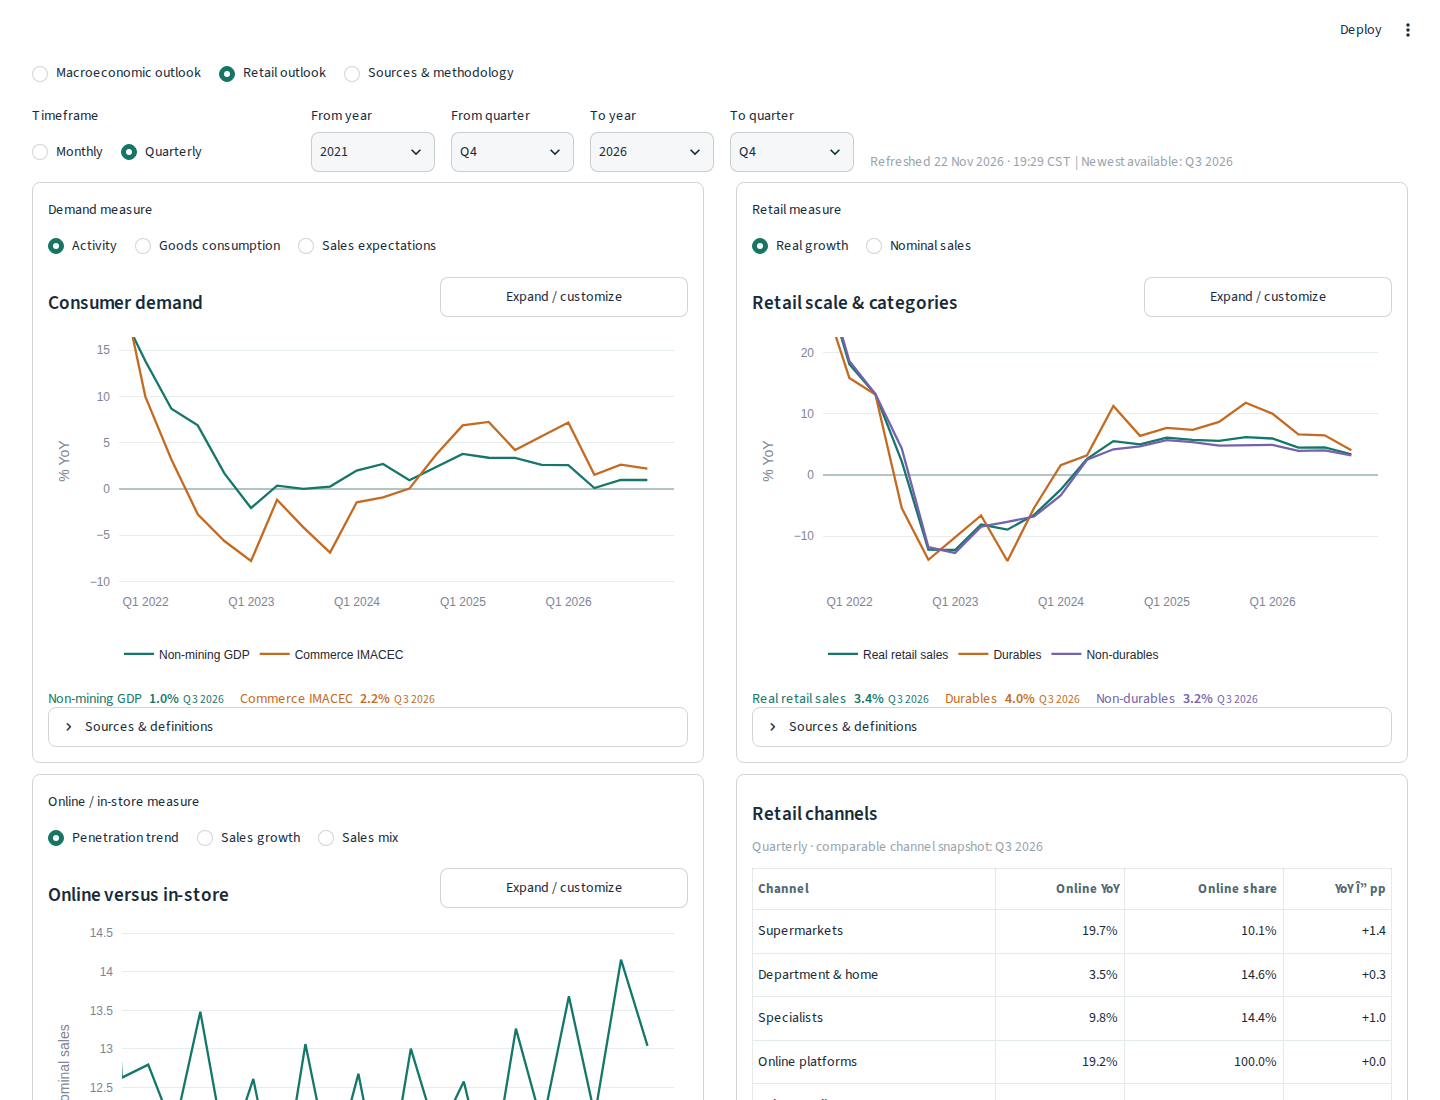 Deploy
Macroeconomic outlook Retail outlook Sources & methodology
Timeframe From year From quarter To year To quarter
Monthly Quarterly 2021 Q4 2026 Q4 Refreshed 22 Nov 2026 · 19:29 CST | Newest available: Q3 2026
Demand measure
Activity Goods consumption Sales expectations
Consumer demand Expand / customize
15
10
5
0
−5
−10
% YoY
Q1 2022 Q1 2023 Q1 2024 Q1 2025 Q1 2026
Non-mining GDP Commerce IMACEC
Non-mining GDP 1.0% Q3 2026 Commerce IMACEC 2.2% Q3 2026
Sources & definitions
Retail measure
Real growth Nominal sales
Retail scale & categories Expand / customize
20
10
0
−10
% YoY
Q1 2022 Q1 2023 Q1 2024 Q1 2025 Q1 2026
Real retail sales Durables Non-durables
Real retail sales 3.4% Q3 2026 Durables 4.0% Q3 2026 Non-durables 3.2% Q3 2026
Sources & definitions
Online / in-store measure
Penetration trend Sales growth Sales mix
Online versus in-store Expand / customize
14.5
14
13.5
13
12.5
sales
Retail channels
Quarterly · comparable channel snapshot: Q3 2026
Channel Online YoY Online share YoY Î” pp
Supermarkets 19.7% 10.1% +1.4
Department & home 3.5% 14.6% +0.3
Specialists 9.8% 14.4% +1.0
Online platforms 19.2% 100.0% +0.0